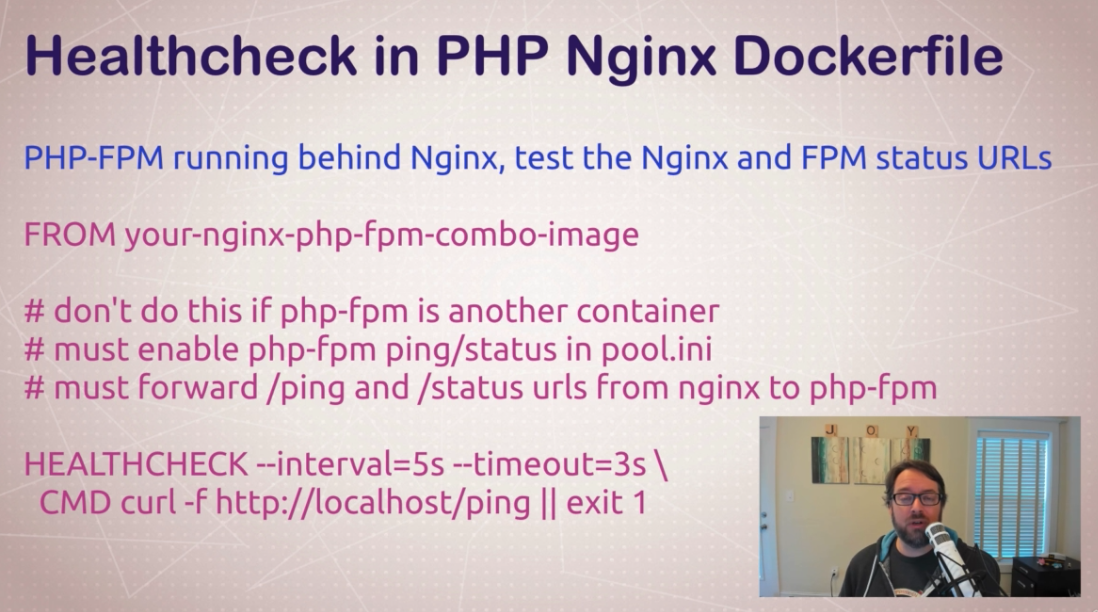 Healthcheck in PHP Nginx Dockerfile
PHP-FPM running behind Nginx, test the Nginx and FPM status URLs
FROM your-nginx-php-fpm-combo-image
# don't do this if php-fpm is another container
# must enable php-fpm ping/status in pool.ini
# must forward /ping and /status urls from nginx to php-fpm
HEALTHCHECK --interval=5s --timeout=3s \
CMD curl -f http://localhost/ping || exit 1
J O Y